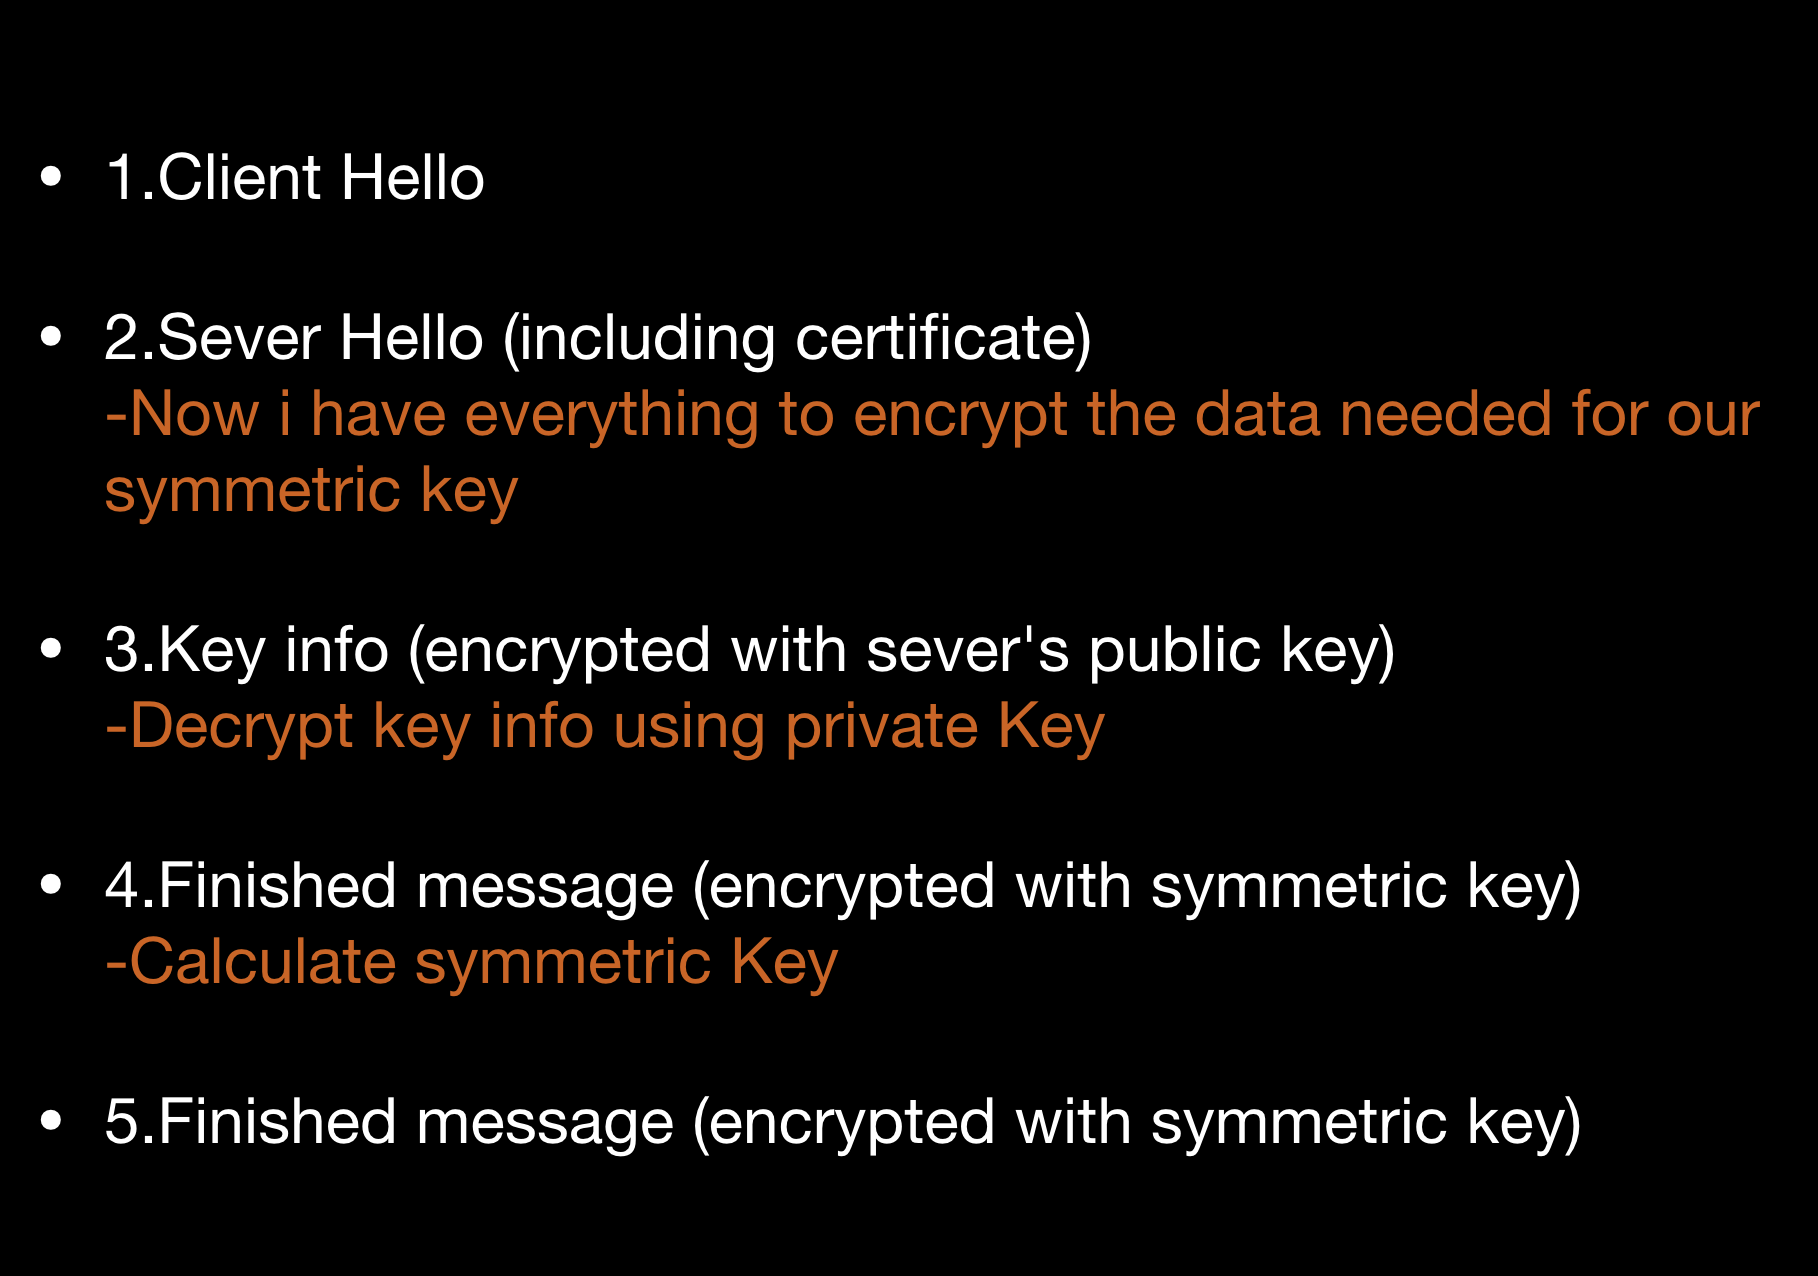 • 1.Client Hello
• 2.Sever Hello (including certificate)
-Now i have everything to encrypt the data needed for our
symmetric key
• 3.Key info (encrypted with sever's public key)
-Decrypt key info using private Key
• 4.Finished message (encrypted with symmetric key)
-Calculate symmetric Key
• 5.Finished message (encrypted with symmetric key)